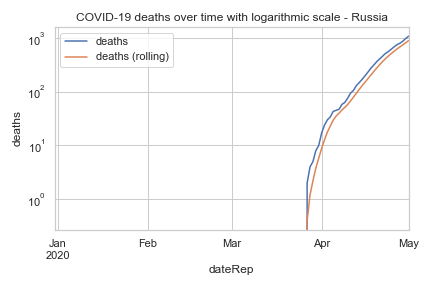 COVID-19 deaths over time with logarithmic scale - Russia
deaths
deaths (rolling)
10³
10²
10¹
10⁰
deaths
Jan
2020
Feb
Mar
Apr
May
dateRep